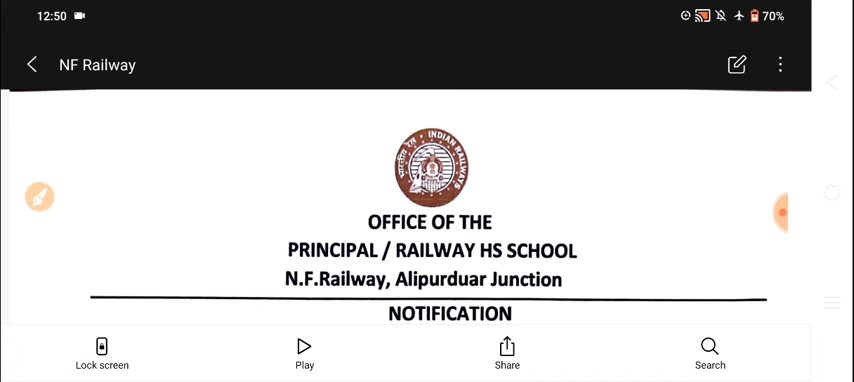 12:50
70%
NF Railway
भारतीय रेल • INDIAN RAILWAYS
OFFICE OF THE
PRINCIPAL / RAILWAY HS SCHOOL
N.F.Railway, Alipurduar Junction
NOTIFICATION
Lock screen
Play
Share
Search